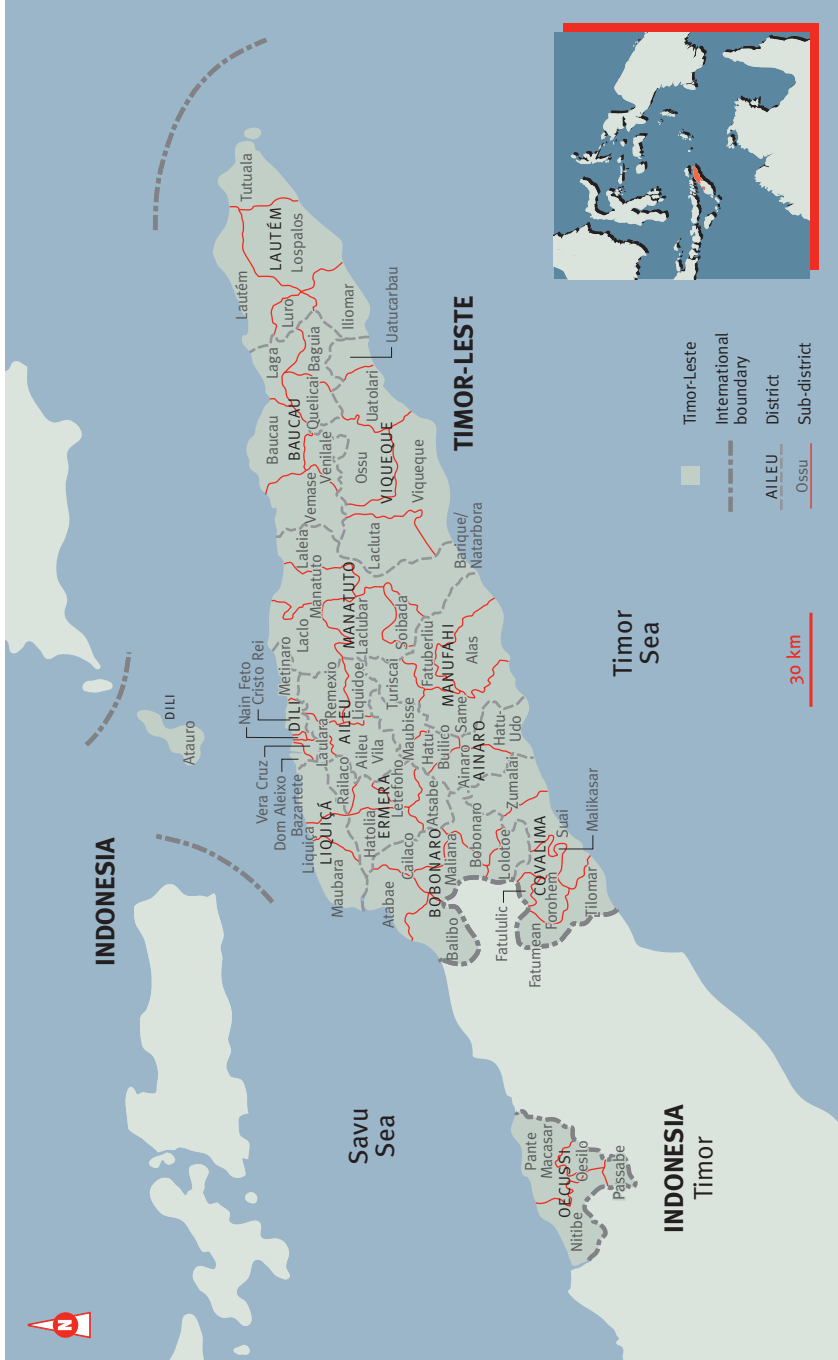 N
INDONESIA
DILI
Atauro
Nain Feto
Cristo Rei
Vera Cruz
Dom Aleixo
Bazartete
Liquiçá
LIQUIÇÁ
Maubara
DILI
Metinaro
Laulara
Remexio
Railaco
AILEU
Liquidoe
Aileu
Vila
Laclo
Manatuto
Laleia
MANATUTO
Laclubar
Soibada
Barique/
Natarbora
Vemase
Venilale
Baucau
BAUCAU
Quelicai
Laga
Baguia
Lautém
Luro
LAUTÉM
Lospalos
Tutuala
Iliomar
Uatucarbau
Uatolari
Ossu
VIQUEQUE
Viqueque
Lacluta
Hatolia
ERMERA
Letefoho
Atsabe
Atabae
Cailaco
BOBONARO
Maliana
Balibo
Bobonaro
Lolotoe
Maubisse
Turiscai
Hatu-
Builico
Ainaro
AINARO
Hatu-
Udo
Same
Fatuberliu
MANUFAHI
Alas
Zumalai
COVALIMA
Suai
Malikasar
Fatululic
Fatumean
Forohem
Tilomar
TIMOR-LESTE
Savu
Sea
Timor
Sea
Pante
Macasar
OECUSSI
Oesilo
Nitibe
Passabe
INDONESIA
Timor
30 km
Timor-Leste
International
boundary
AILEU District
Ossu Sub-district